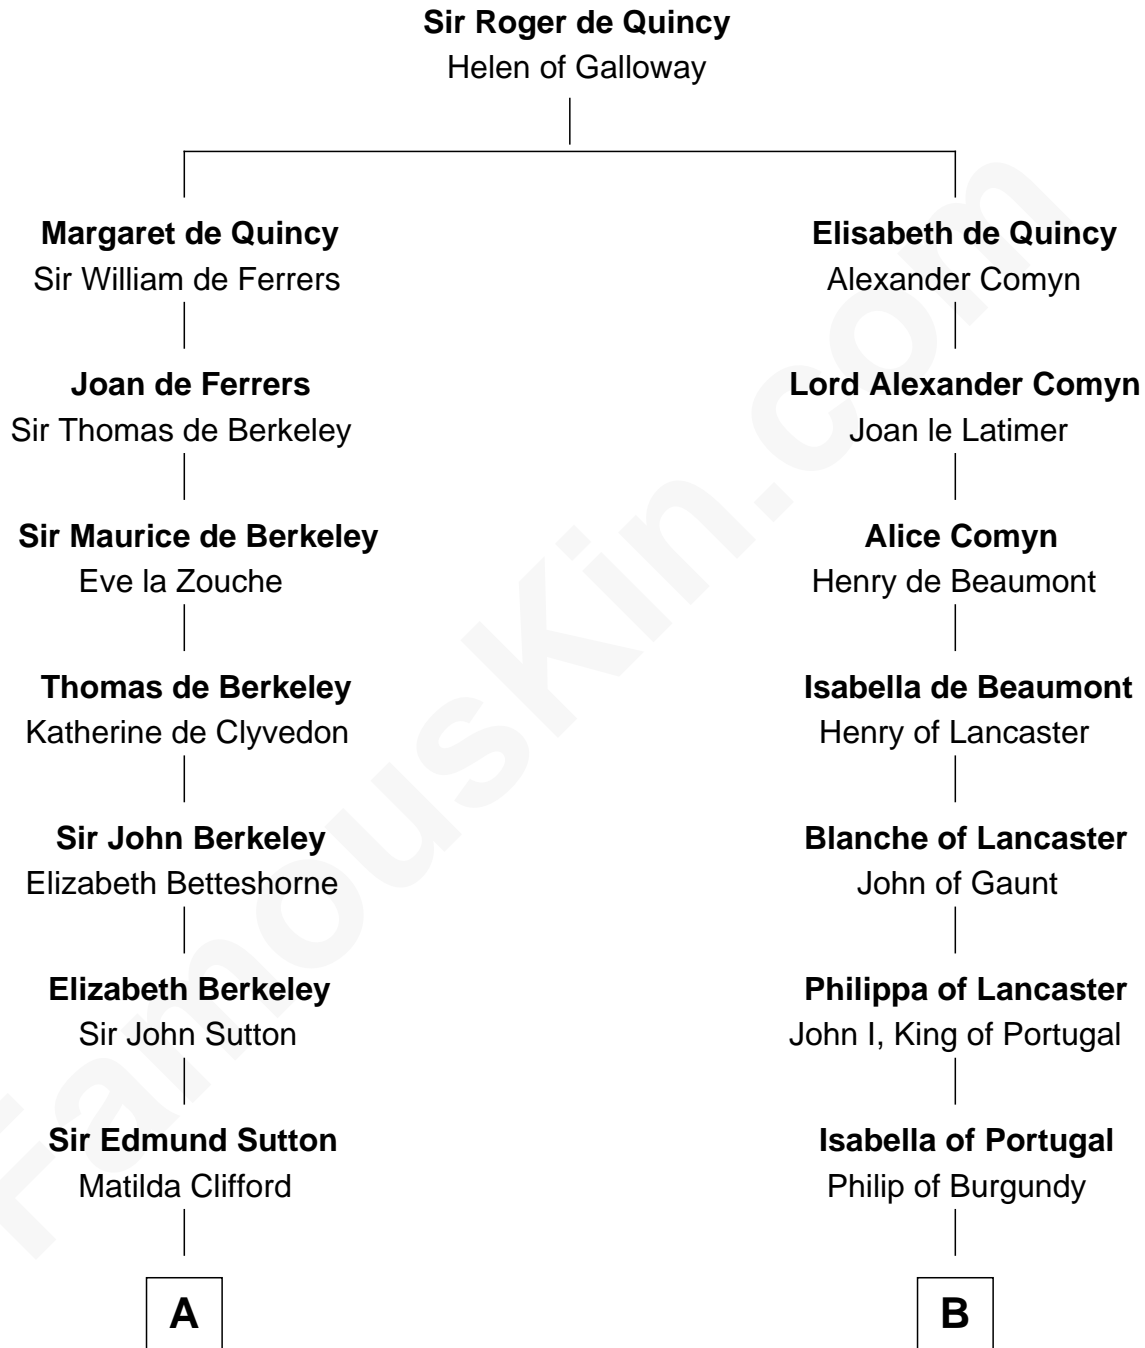 Sir Roger de Quincy
Helen of Galloway
Margaret de Quincy
Sir William de Ferrers
Elisabeth de Quincy
Alexander Comyn
Joan de Ferrers
Sir Thomas de Berkeley
Lord Alexander Comyn
Joan le Latimer
Sir Maurice de Berkeley
Eve la Zouche
Alice Comyn
Henry de Beaumont
Thomas de Berkeley
Katherine de Clyvedon
Isabella de Beaumont
Henry of Lancaster
Sir John Berkeley
Elizabeth Betteshorne
Blanche of Lancaster
John of Gaunt
Elizabeth Berkeley
Sir John Sutton
Philippa of Lancaster
John I, King of Portugal
Sir Edmund Sutton
Matilda Clifford
Isabella of Portugal
Philip of Burgundy
A
B
FamousKin.com